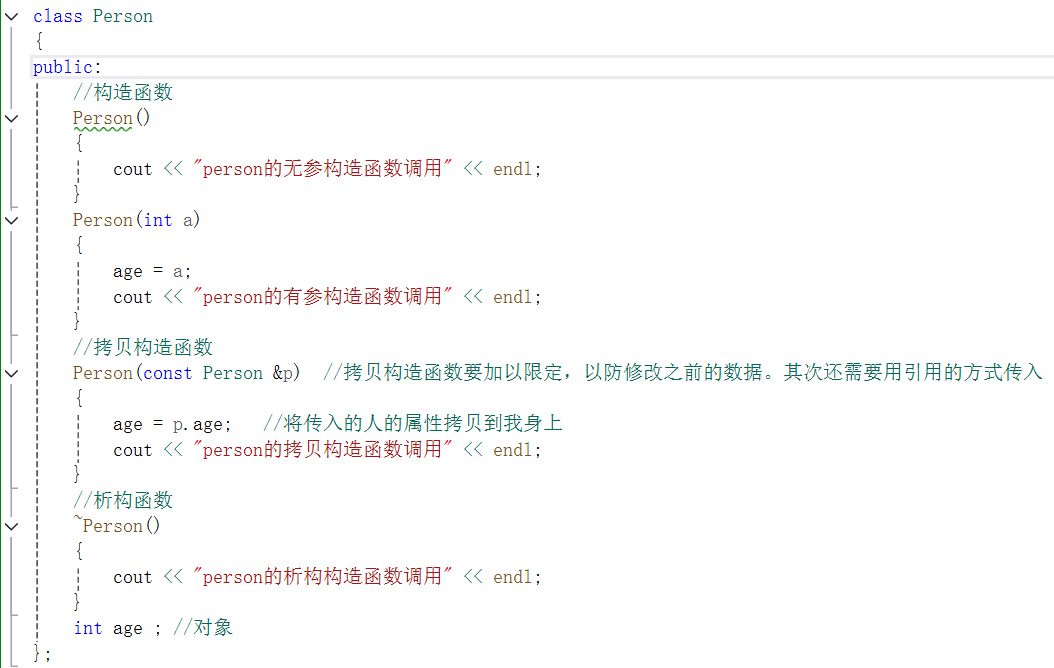 class Person
{
public:
//构造函数
Person()
{
cout << "person的无参构造函数调用" << endl;
}
Person(int a)
{
age = a;
cout << "person的有参构造函数调用" << endl;
}
//拷贝构造函数
Person(const Person &p)  //拷贝构造函数要加以限定，以防修改之前的数据。其次还需要用引用的方式传入
{
age = p.age;   //将传入的人的属性拷贝到我身上
cout << "person的拷贝构造函数调用" << endl;
}
//析构函数
~Person()
{
cout << "person的析构构造函数调用" << endl;
}
int age ; //对象
};